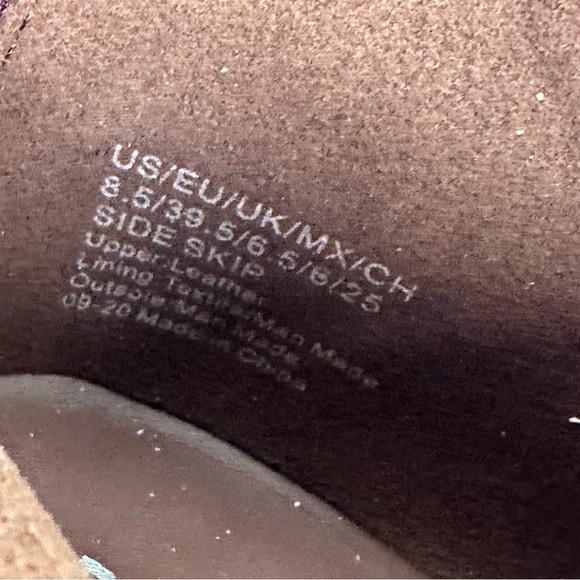 US/EU/UK/MX/CH
8.5/39.5/6.5/6/25
SIDE SKIP
Upper:Leather
Lining:Textile/Man Made
Outsole:Man Made
09-20 Made in China